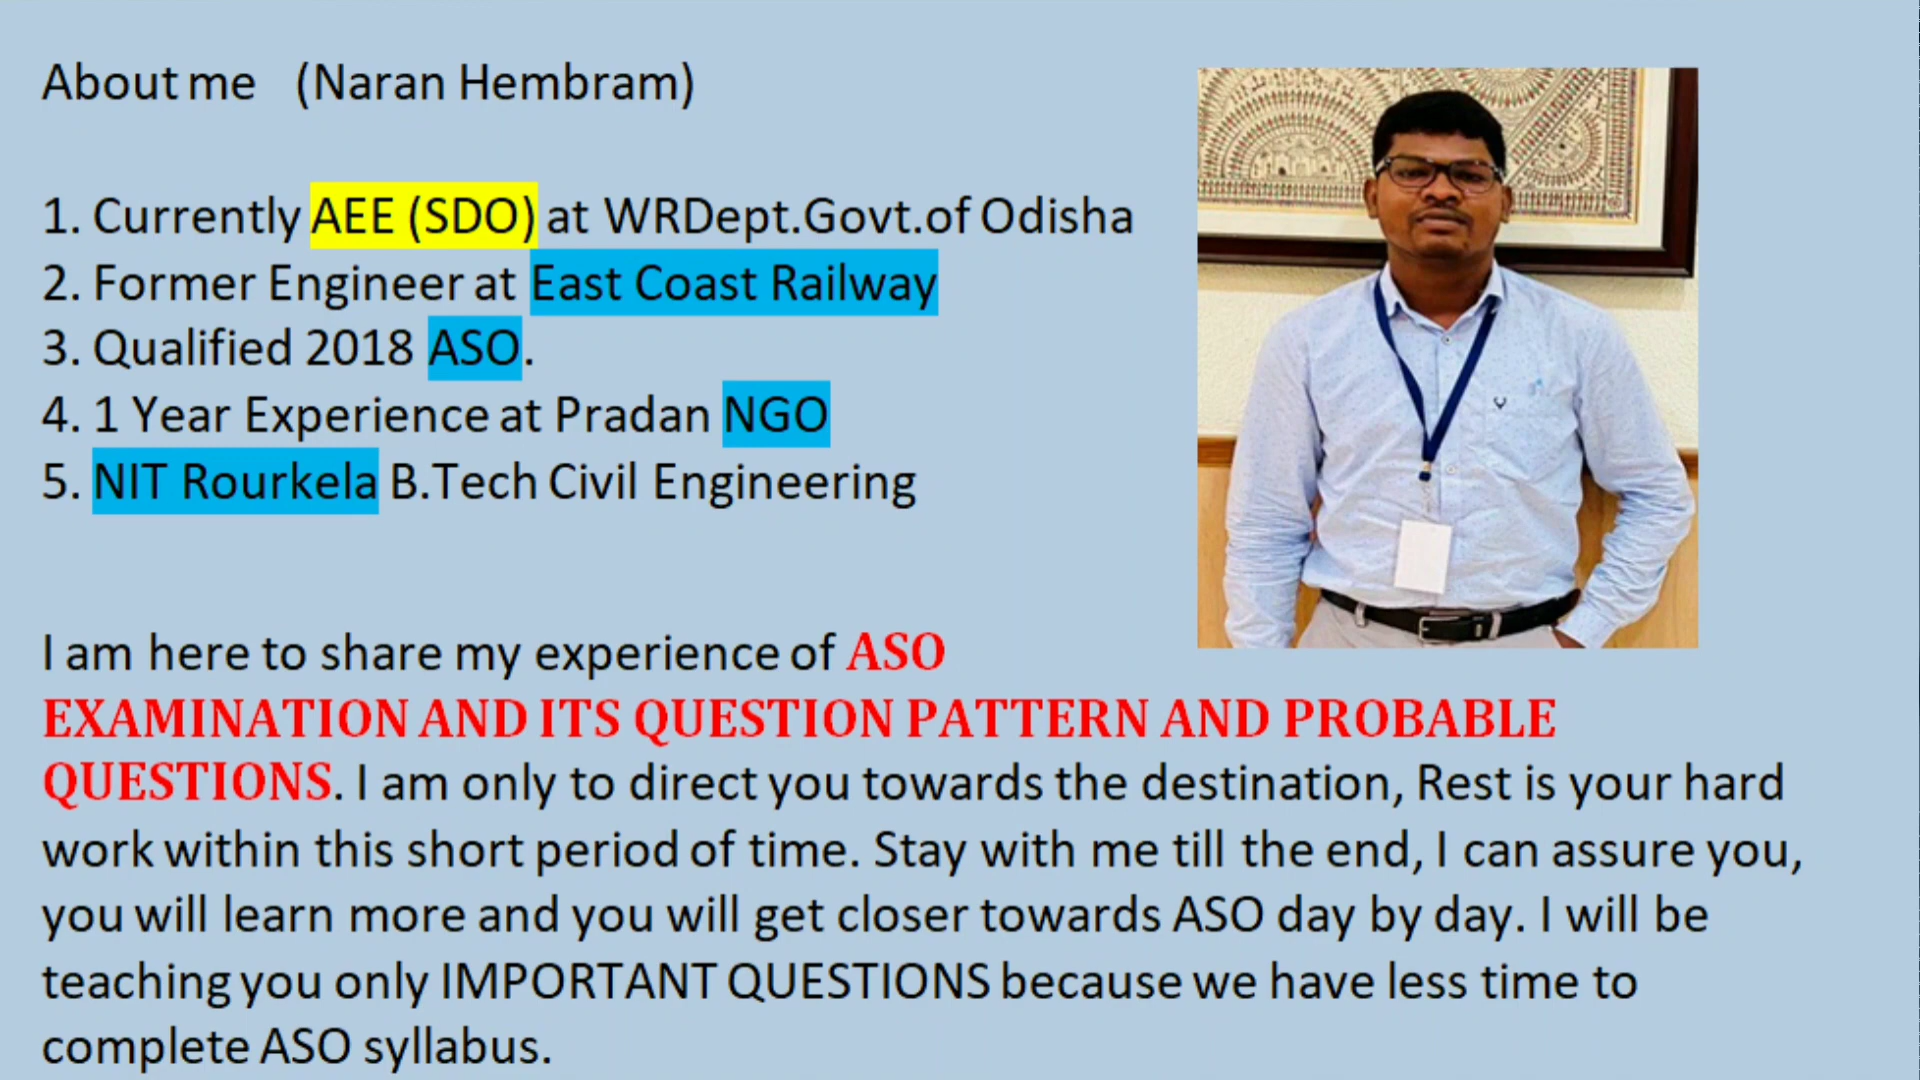 About me (Naran Hembram)
1. Currently AEE (SDO) at WRDept.Govt.of Odisha
2. Former Engineer at East Coast Railway
3. Qualified 2018 ASO.
4. 1 Year Experience at Pradan NGO
5. NIT Rourkela B.Tech Civil Engineering
I am here to share my experience of ASO
EXAMINATION AND ITS QUESTION PATTERN AND PROBABLE
QUESTIONS. I am only to direct you towards the destination, Rest is your hard
work within this short period of time. Stay with me till the end, I can assure you,
you will learn more and you will get closer towards ASO day by day. I will be
teaching you only IMPORTANT QUESTIONS because we have less time to
complete ASO syllabus.